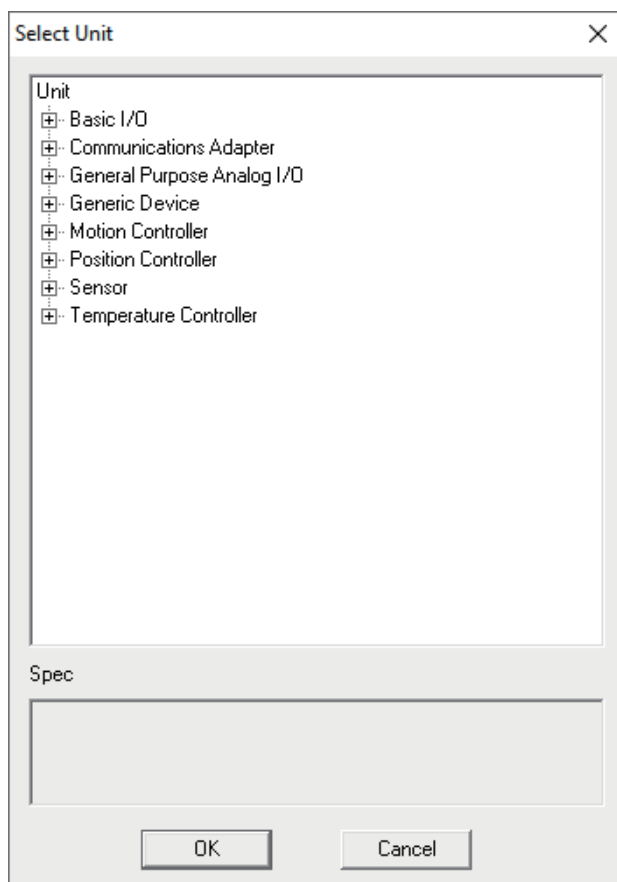 Select Unit
Unit
Basic I/O
Communications Adapter
General Purpose Analog I/O
Generic Device
Motion Controller
Position Controller
Sensor
Temperature Controller
Spec
OK Cancel